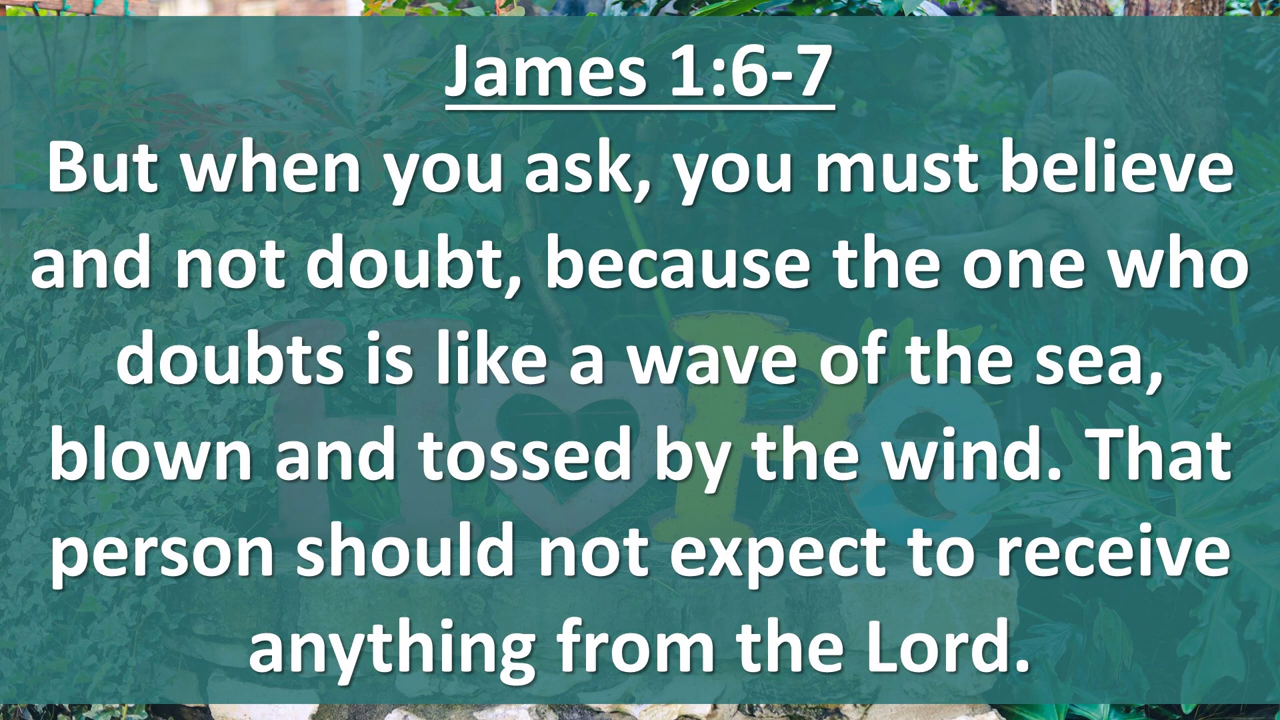 James 1:6-7
But when you ask, you must believe
and not doubt, because the one who
doubts is like a wave of the sea,
blown and tossed by the wind. That
person should not expect to receive
anything from the Lord.
HOPe